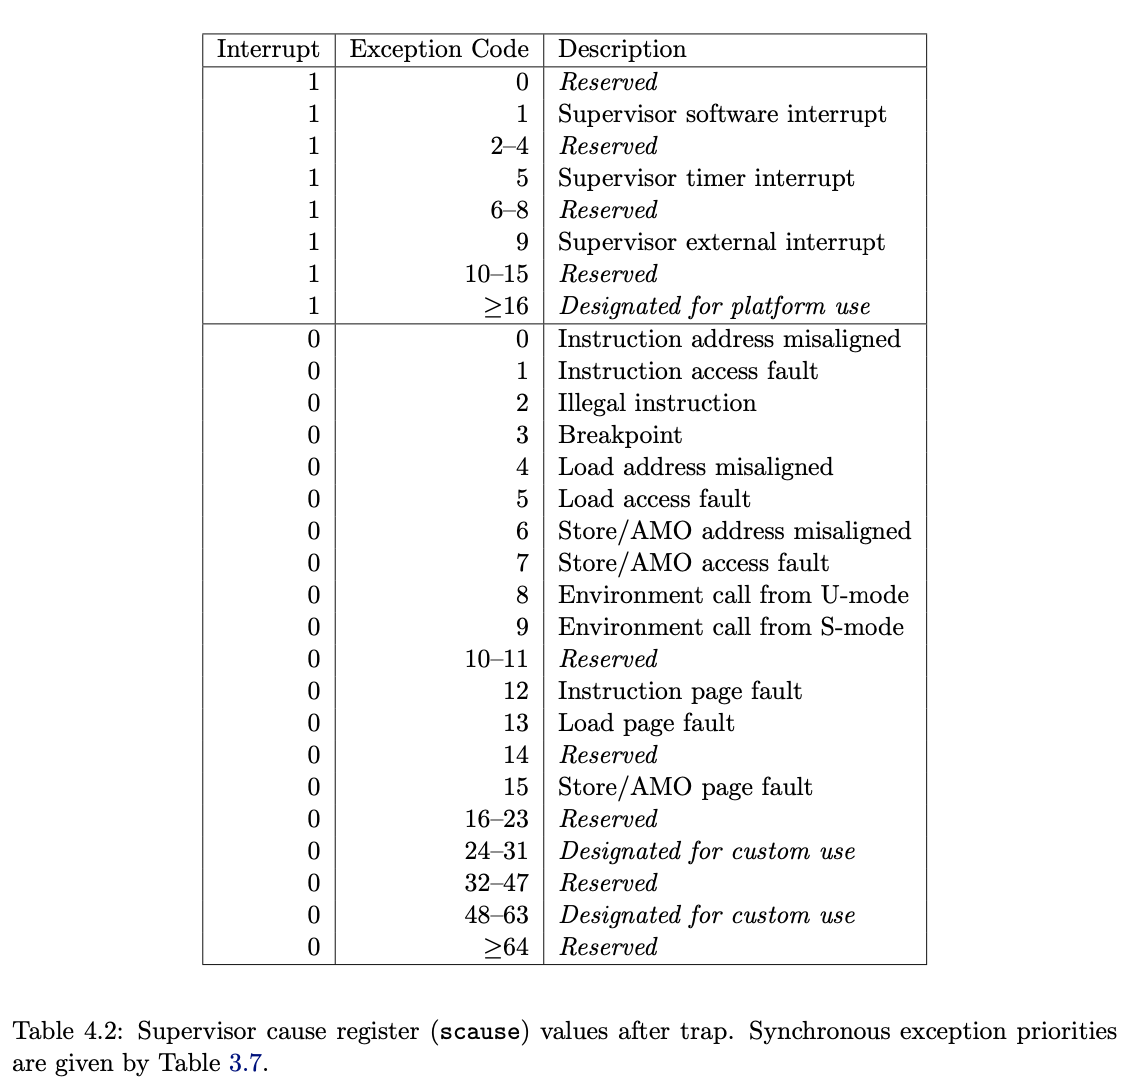 Interrupt Exception Code Description
1 0 Reserved
1 1 Supervisor software interrupt
1 2–4 Reserved
1 5 Supervisor timer interrupt
1 6–8 Reserved
1 9 Supervisor external interrupt
1 10–15 Reserved
1 ≥16 Designated for platform use
0 0 Instruction address misaligned
0 1 Instruction access fault
0 2 Illegal instruction
0 3 Breakpoint
0 4 Load address misaligned
0 5 Load access fault
0 6 Store/AMO address misaligned
0 7 Store/AMO access fault
0 8 Environment call from U-mode
0 9 Environment call from S-mode
0 10–11 Reserved
0 12 Instruction page fault
0 13 Load page fault
0 14 Reserved
0 15 Store/AMO page fault
0 16–23 Reserved
0 24–31 Designated for custom use
0 32–47 Reserved
0 48–63 Designated for custom use
0 ≥64 Reserved
Table 4.2: Supervisor cause register (scause) values after trap. Synchronous exception priorities
are given by Table 3.7.